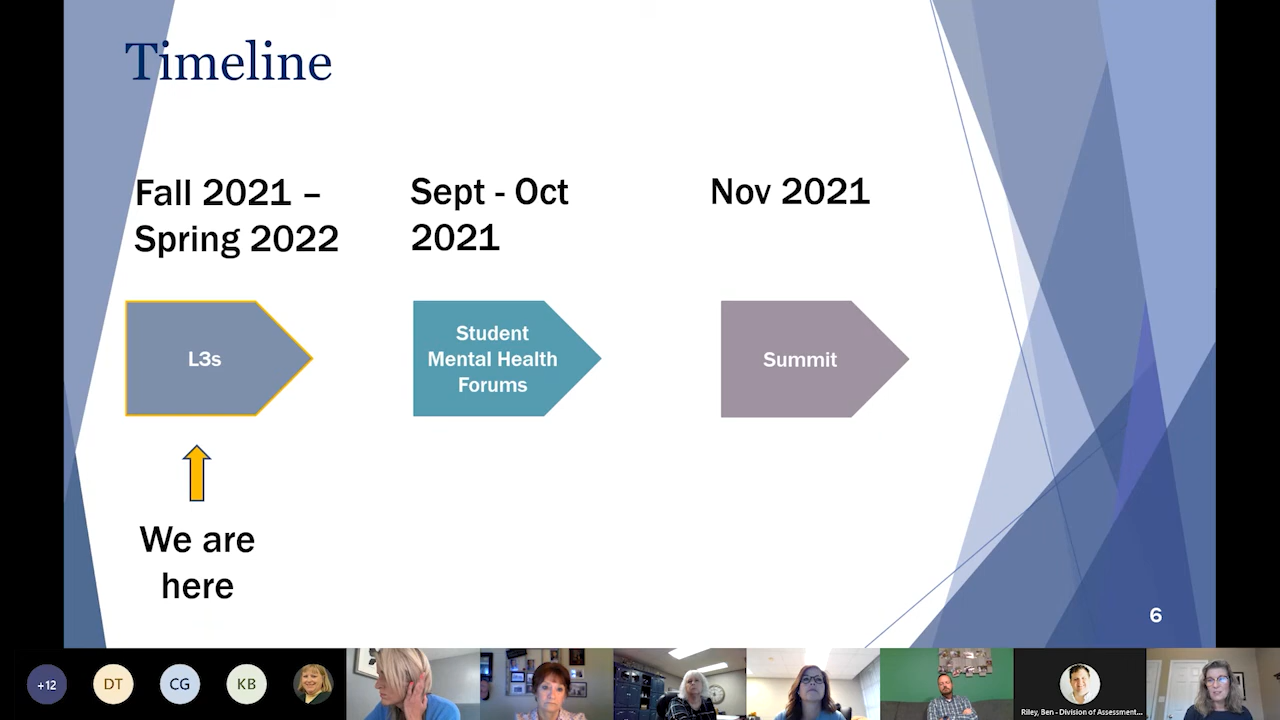 Timeline
Fall 2021 –
Spring 2022
Sept - Oct
2021
Nov 2021
L3s
Student
Mental Health
Forums
Summit
We are
here
6
+12
DT
CG
KB
Riley, Ben - Division of Assessment...